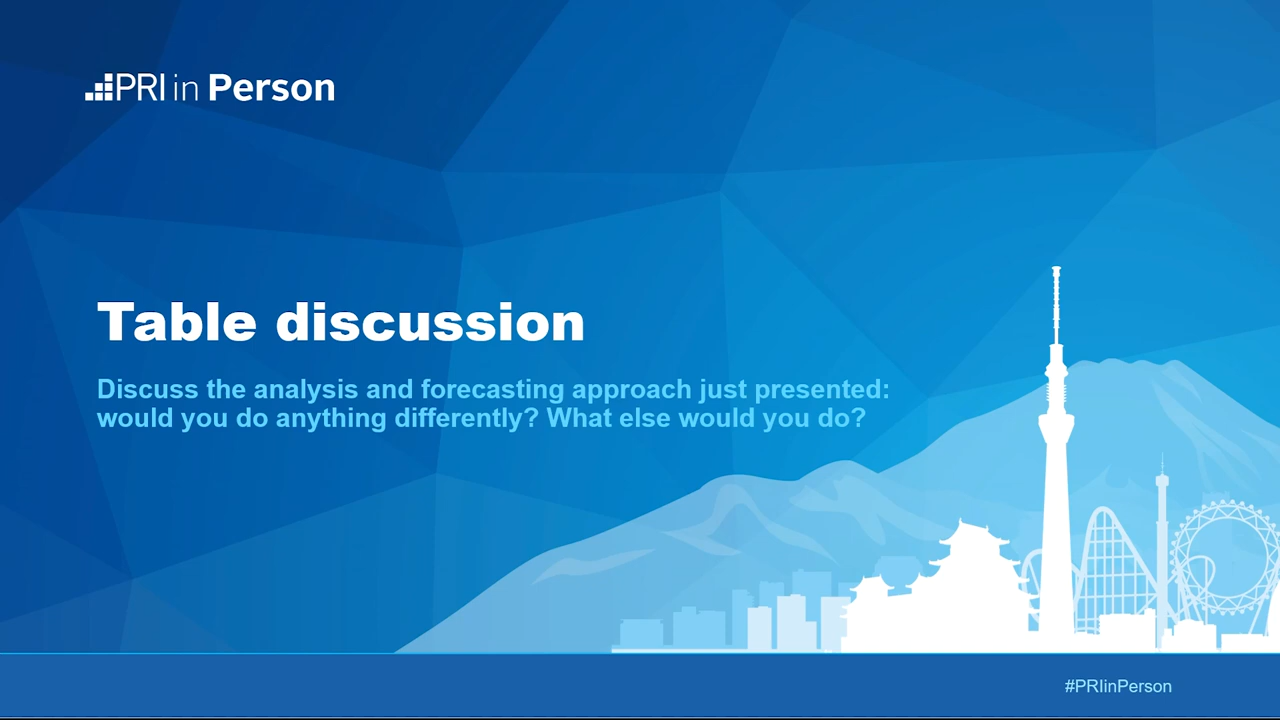 PRI in Person
Table discussion
Discuss the analysis and forecasting approach just presented:
would you do anything differently? What else would you do?
#PRIinPerson